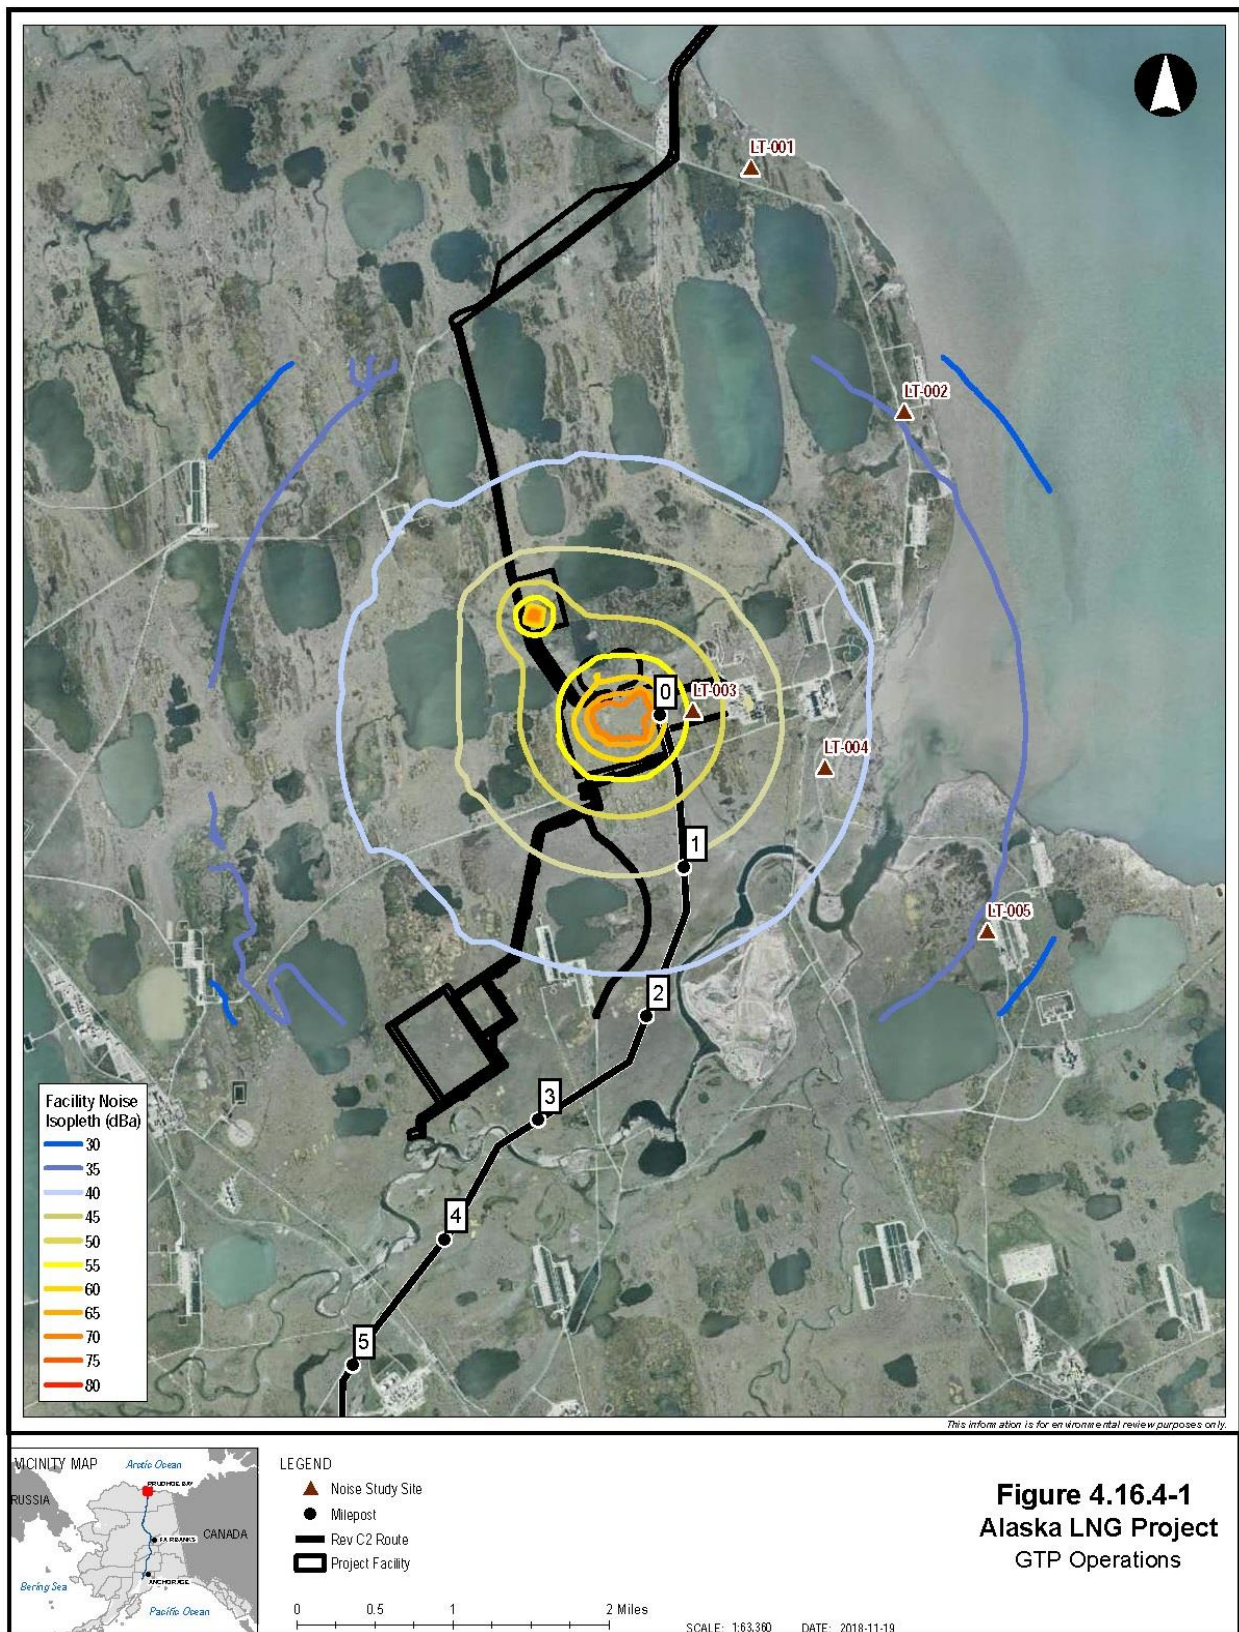 LT-001
LT-002
LT-003
0
LT-004
1
LT-005
2
3
4
5
Facility Noise
Isopleth (dBa)
30
35
40
45
50
55
60
65
70
75
80
This information is for environmental review purposes only.
VICINITY MAP
Arctic Ocean
PRUDHOE BAY
RUSSIA
CANADA
FAIRBANKS
ANCHORAGE
Bering Sea
Pacific Ocean
LEGEND
Noise Study Site
Milepost
Rev C2 Route
Project Facility
0 0.5 1 2 Miles
SCALE: 1:63,360 DATE: 2018-11-19
Figure 4.16.4-1
Alaska LNG Project
GTP Operations